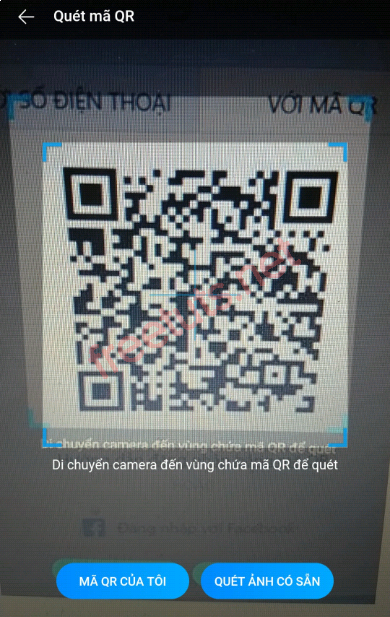 Quét mã QR
SỐ ĐIỆN THOẠI
VỚI MÃ QR
freetuts.net
Di chuyển camera đến vùng chứa mã QR để quét
Di chuyển camera đến vùng chứa mã QR để quét
Đăng nhập với Facebook
MÃ QR CỦA TÔI
QUÉT ẢNH CÓ SẴN